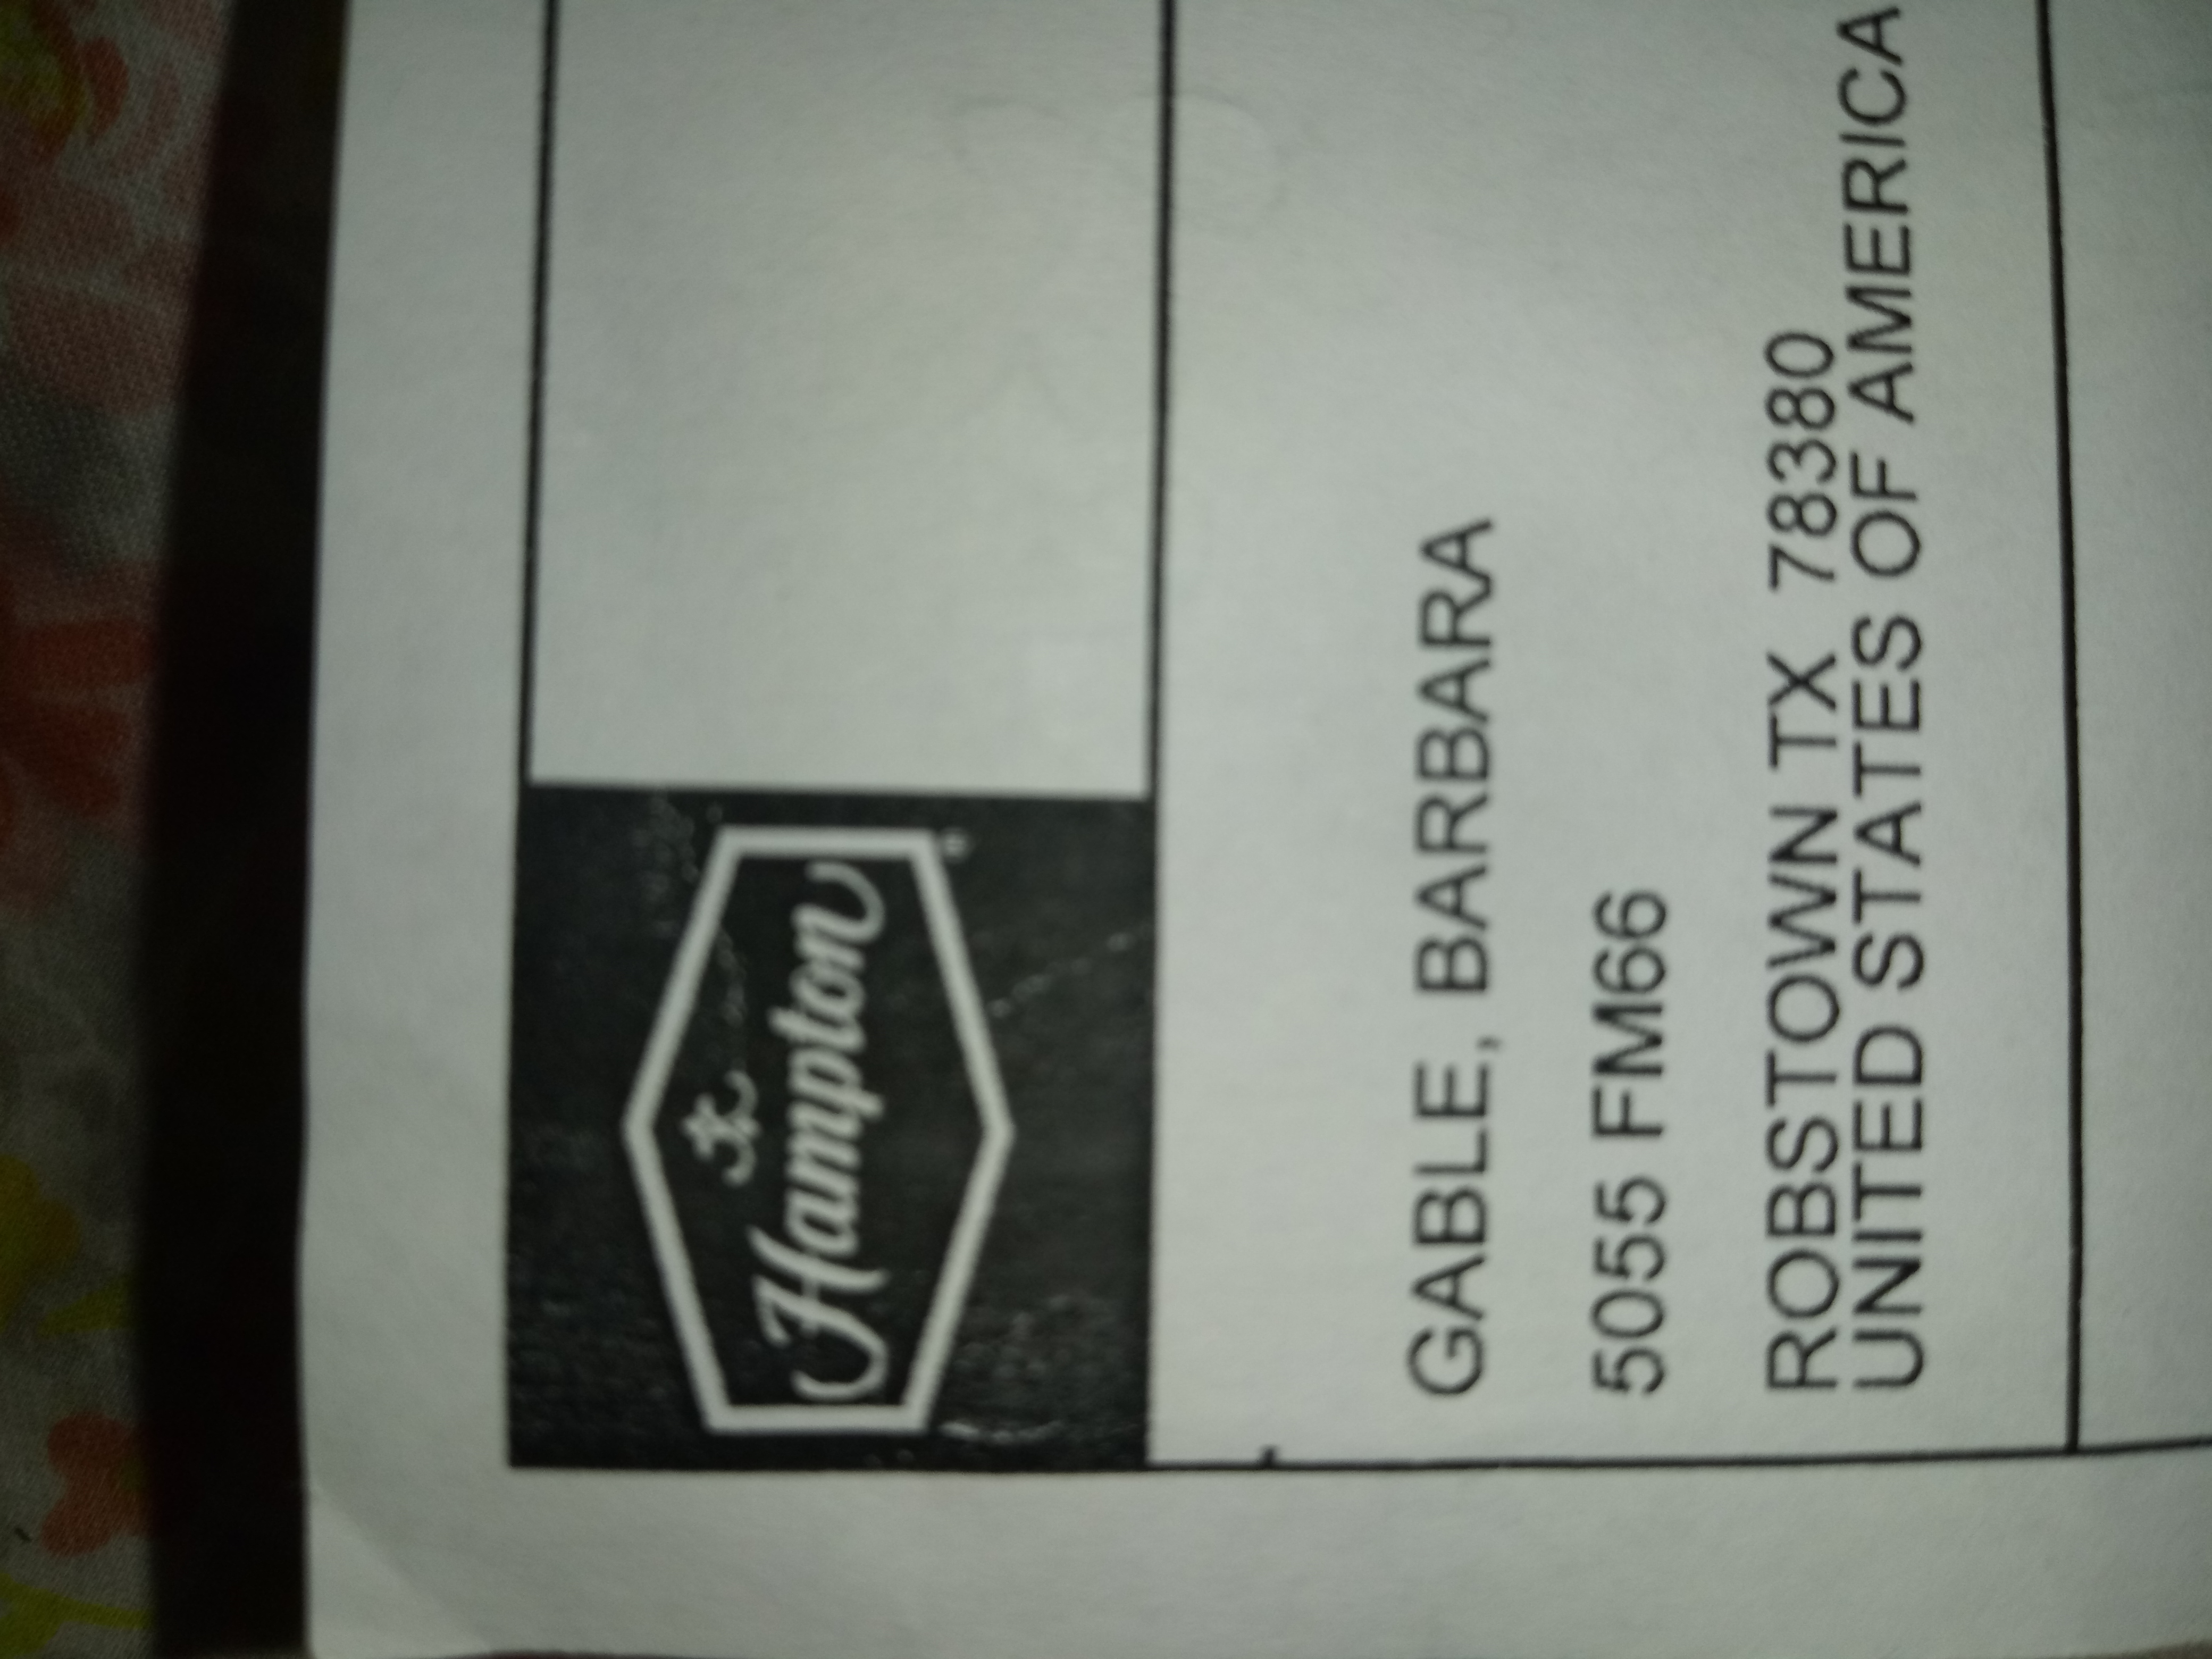 Hampton
GABLE, BARBARA
5055 FM66
ROBSTOWN TX 78380
UNITED STATES OF AMERICA